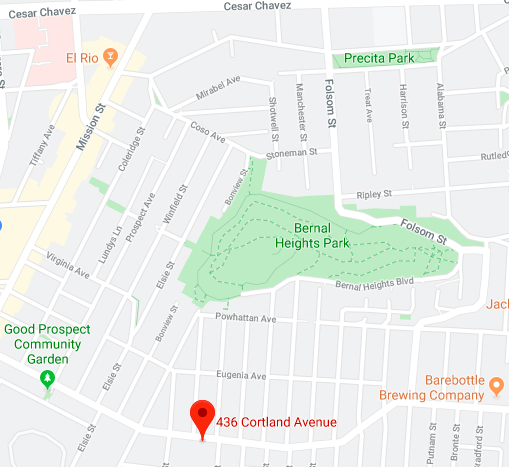 Cesar Chavez
Cesar Chavez
El Rio
Precita Park
Mission St
Mirabel Ave
Shotwell St
Manchester St
Folsom St
Treat Ave
Harrison St
Alabama St
Tiffany Ave
Coleridge St
Coso Ave
Stoneman St
Rutled
Bonview St
Ripley St
Prospect Ave
Winfield St
Lundys Ln
Folsom St
Bernal
Heights Park
Virginia Ave
Elsie St
Bernal Heights Blvd
Bonview St
Powhattan Ave
Jack
Good Prospect
Community
Garden
Elsie St
Eugenia Ave
Barebottle
Brewing Company
436 Cortland Avenue
Elsie St
Putnam St
Bronte St
Bradford St